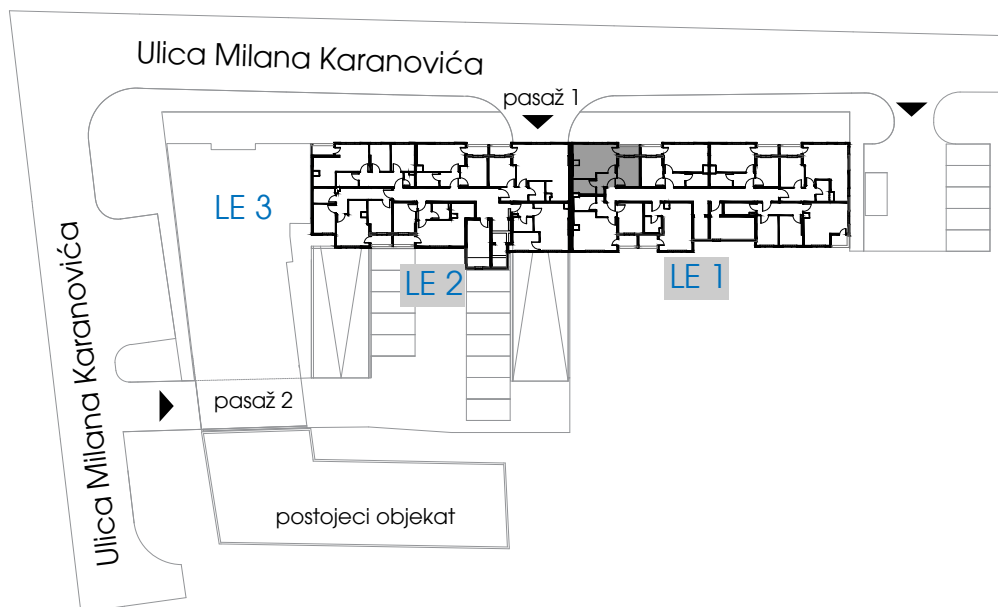 Ulica Milana Karanovića
pasaž 1
LE 3
LE 2
LE 1
Ulica Milana Karanovića
pasaž 2
postojeci objekat